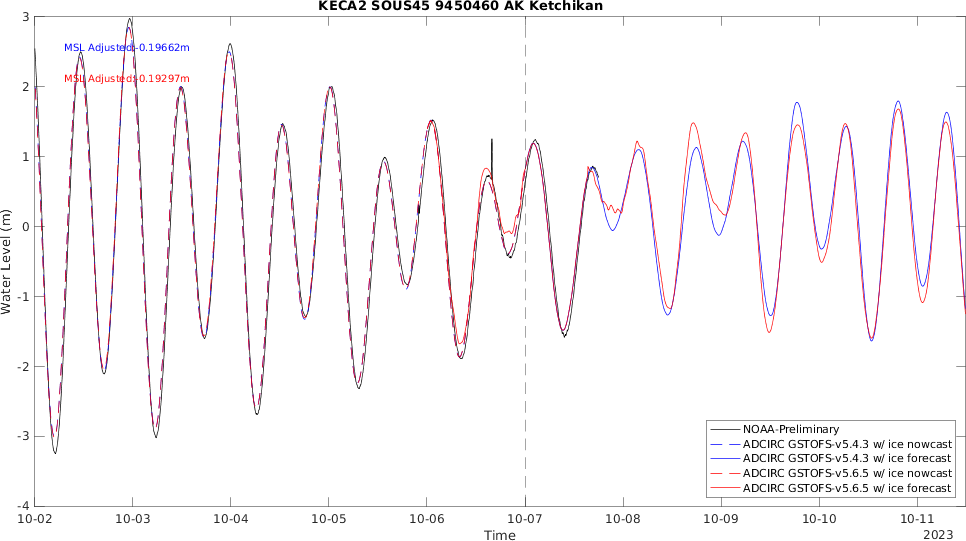 KECA2 SOUS45 9450460 AK Ketchikan
3
MSL Adjusted:-0.19662m
MSL Adjusted:-0.19297m
2
1
0
-1
-2
-3
-4
Water Level (m)
NOAA-Preliminary
ADCIRC GSTOFS-v5.4.3 w/ ice nowcast
ADCIRC GSTOFS-v5.4.3 w/ ice forecast
ADCIRC GSTOFS-v5.6.5 w/ ice nowcast
ADCIRC GSTOFS-v5.6.5 w/ ice forecast
10-02 10-03 10-04 10-05 10-06 10-07 10-08 10-09 10-10 10-11
Time
2023